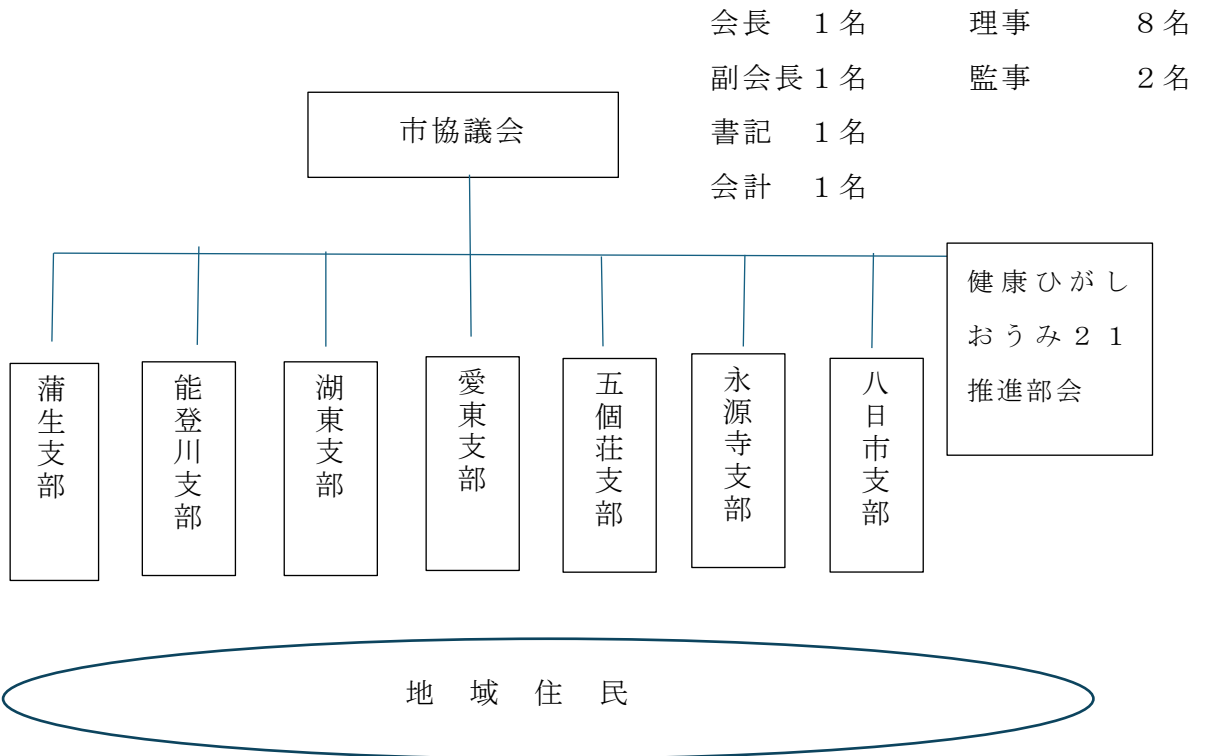 会長　１名　　理事　　８名
副会長１名　　監事　　２名
書記　１名
会計　１名
市協議会
健康ひがし
おうみ２１
推進部会
蒲生支部
能登川支部
湖東支部
愛東支部
五個荘支部
永源寺支部
八日市支部
地　域　住　民